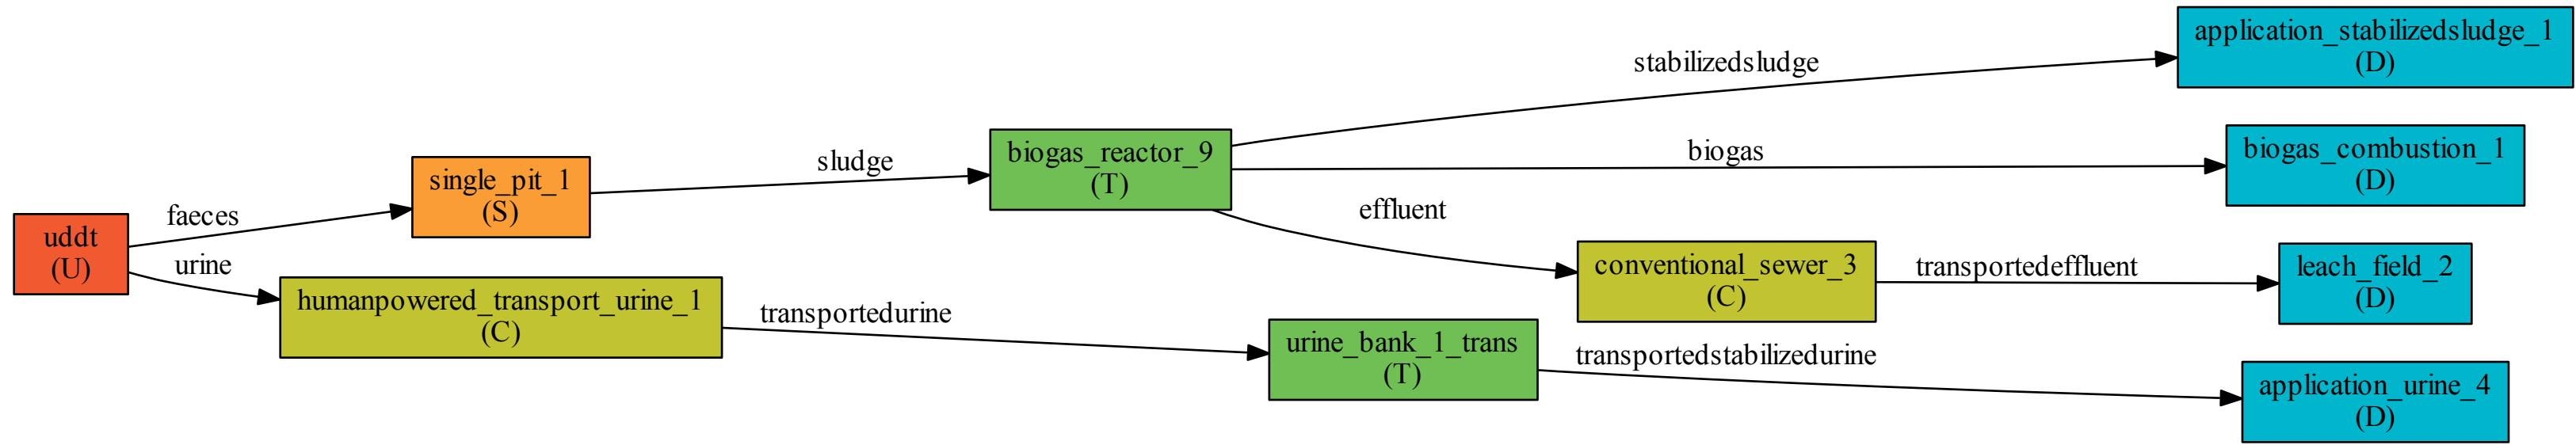 application_stabilizedsludge_1
(D)
stabilizedsludge
biogas_reactor_9
(T)
biogas
biogas_combustion_1
(D)
sludge
single_pit_1
(S)
faeces
effluent
uddt
(U)
urine
conventional_sewer_3
(C)
transportedeffluent
leach_field_2
(D)
humanpowered_transport_urine_1
(C)
transportedurine
urine_bank_1_trans
(T)
transportedstabilizedurine
application_urine_4
(D)